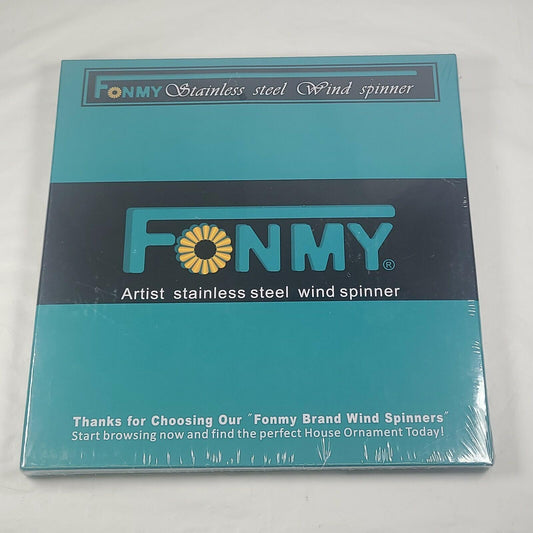 FONMY Stainless steel Wind spinner
FONMY®
Artist stainless steel wind spinner
Thanks for Choosing Our "Fonmy Brand Wind Spinners"
Start browsing now and find the perfect House Ornament Today!